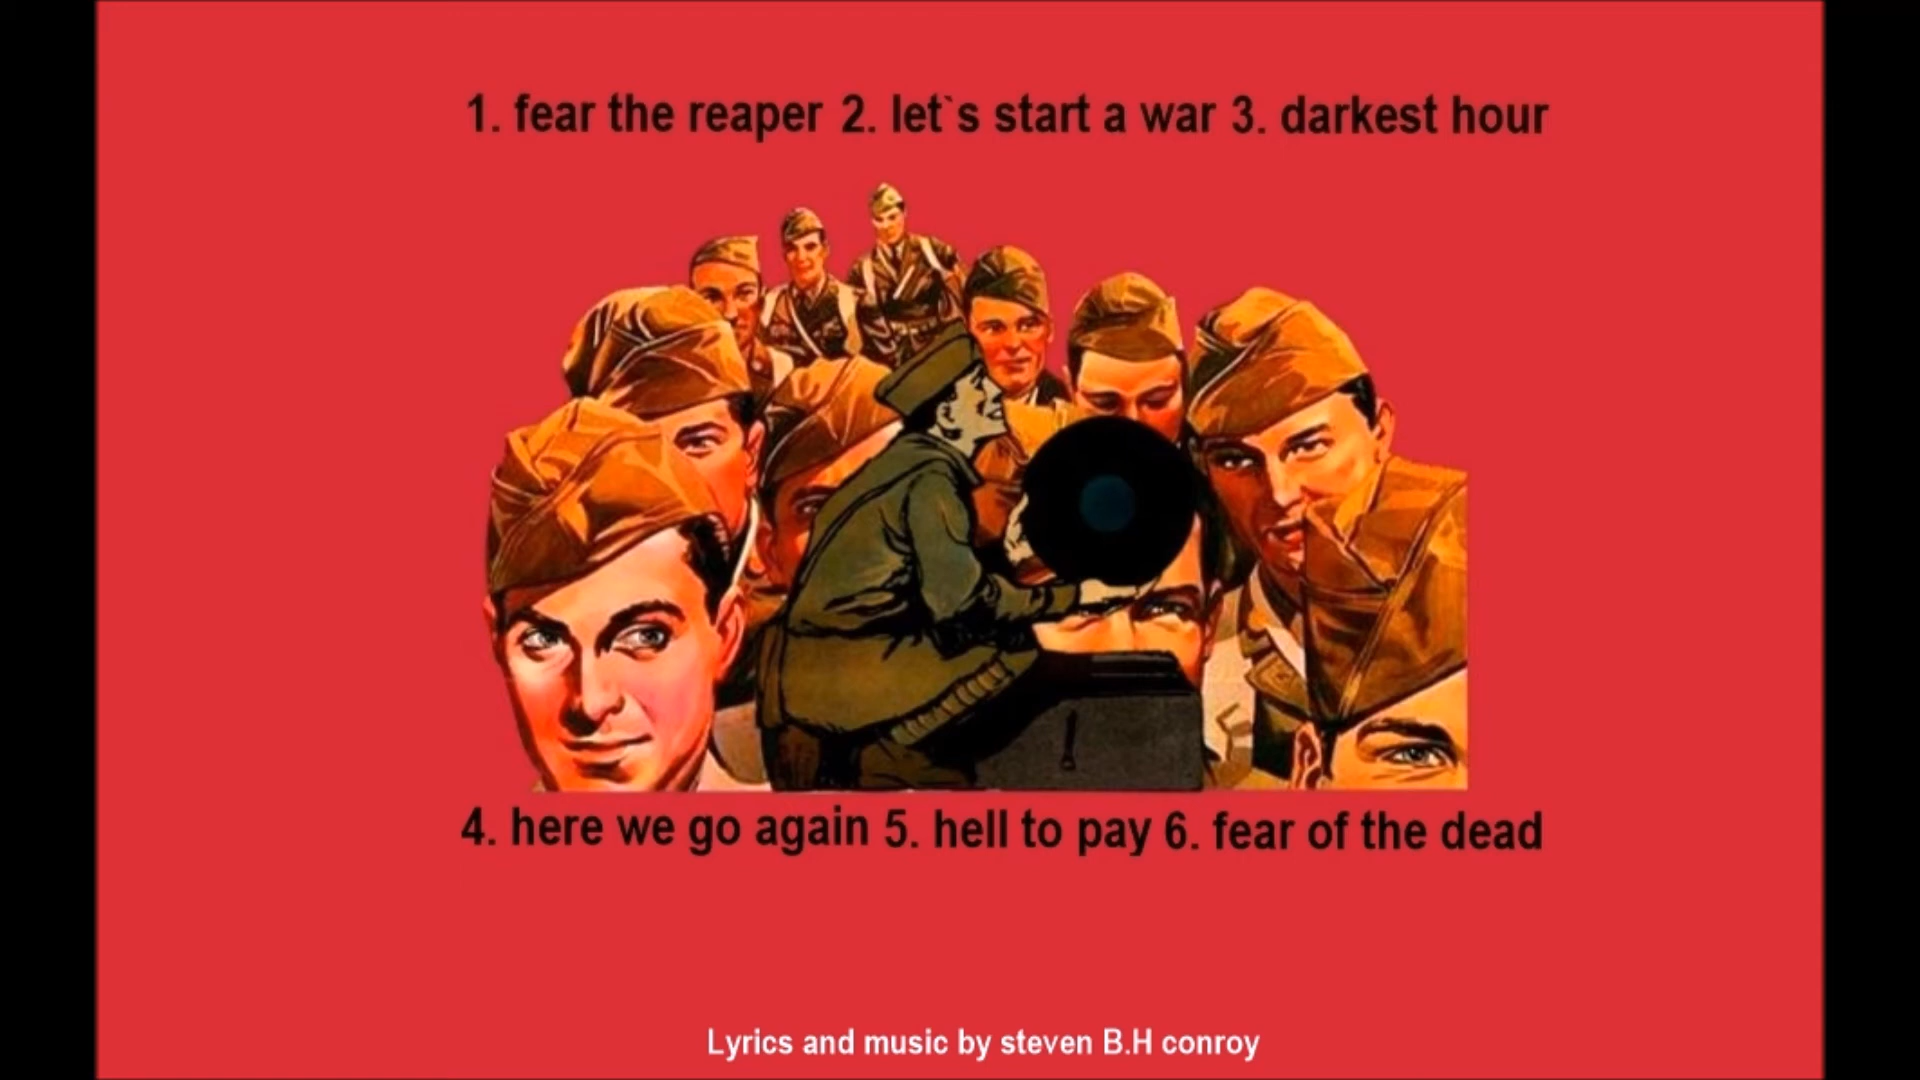 1. fear the reaper 2. let`s start a war 3. darkest hour
4. here we go again 5. hell to pay 6. fear of the dead
Lyrics and music by steven B.H conroy